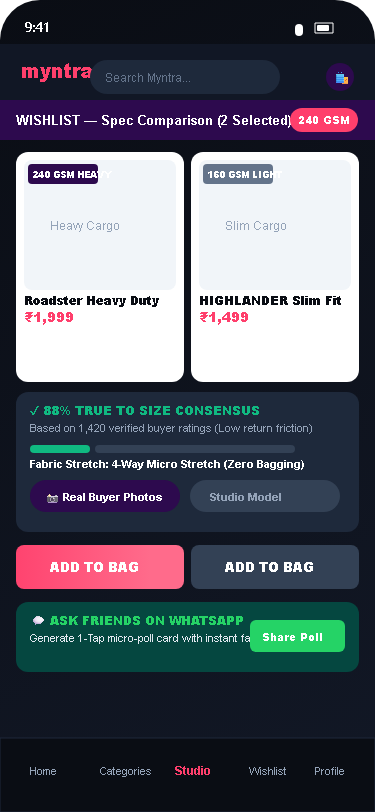 9:41
myntra
Search Myntra...
WISHLIST — Spec Comparison (2 Selected)
240 GSM
240 GSM HEAVY
160 GSM LIGHT
Heavy Cargo
Slim Cargo
Roadster Heavy Duty
HIGHLANDER Slim Fit
₹1,999
₹1,499
✓ 88% TRUE TO SIZE CONSENSUS
Based on 1,420 verified buyer ratings (Low return friction)
Fabric Stretch: 4-Way Micro Stretch (Zero Bagging)
📷 Real Buyer Photos
Studio Model
ADD TO BAG
ADD TO BAG
💬 ASK FRIENDS ON WHATSAPP
Generate 1-Tap micro-poll card with instant fa
Share Poll
Home
Categories
Studio
Wishlist
Profile